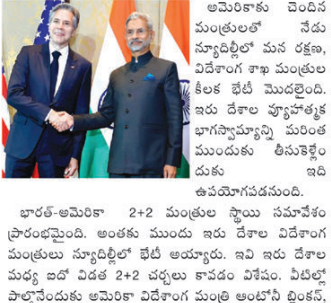 అమెరికాకు చెందిన
మంత్రులతో నేడు
న్యూదిల్లీలో మన రక్షణ,
విదేశాంగ శాఖ మంత్రుల
కీలక భేటీ మొదలైంది.
ఇరు దేశాల వ్యూహాత్మక
భాగస్వామ్యాన్ని మరింత
ముందుకు తీసుకెళ్లేం
దుకు ఇది
ఉపయోగపడనుంది.
భారత్-అమెరికా 2+2 మంత్రుల స్థాయి సమావేశం
ప్రారంభమైంది. అంతకు ముందు ఇరు దేశాల విదేశాంగ
మంత్రులు న్యూదిల్లీలో భేటీ అయ్యారు. ఇవి ఇరు దేశాల
మధ్య ఐదో విడత 2+2 చర్చలు కావడం విశేషం. వీటిల్లో
పాల్గొనేందుకు అమెరికా విదేశాంగ మంత్రి ఆంటోనీ బ్లింకన్,